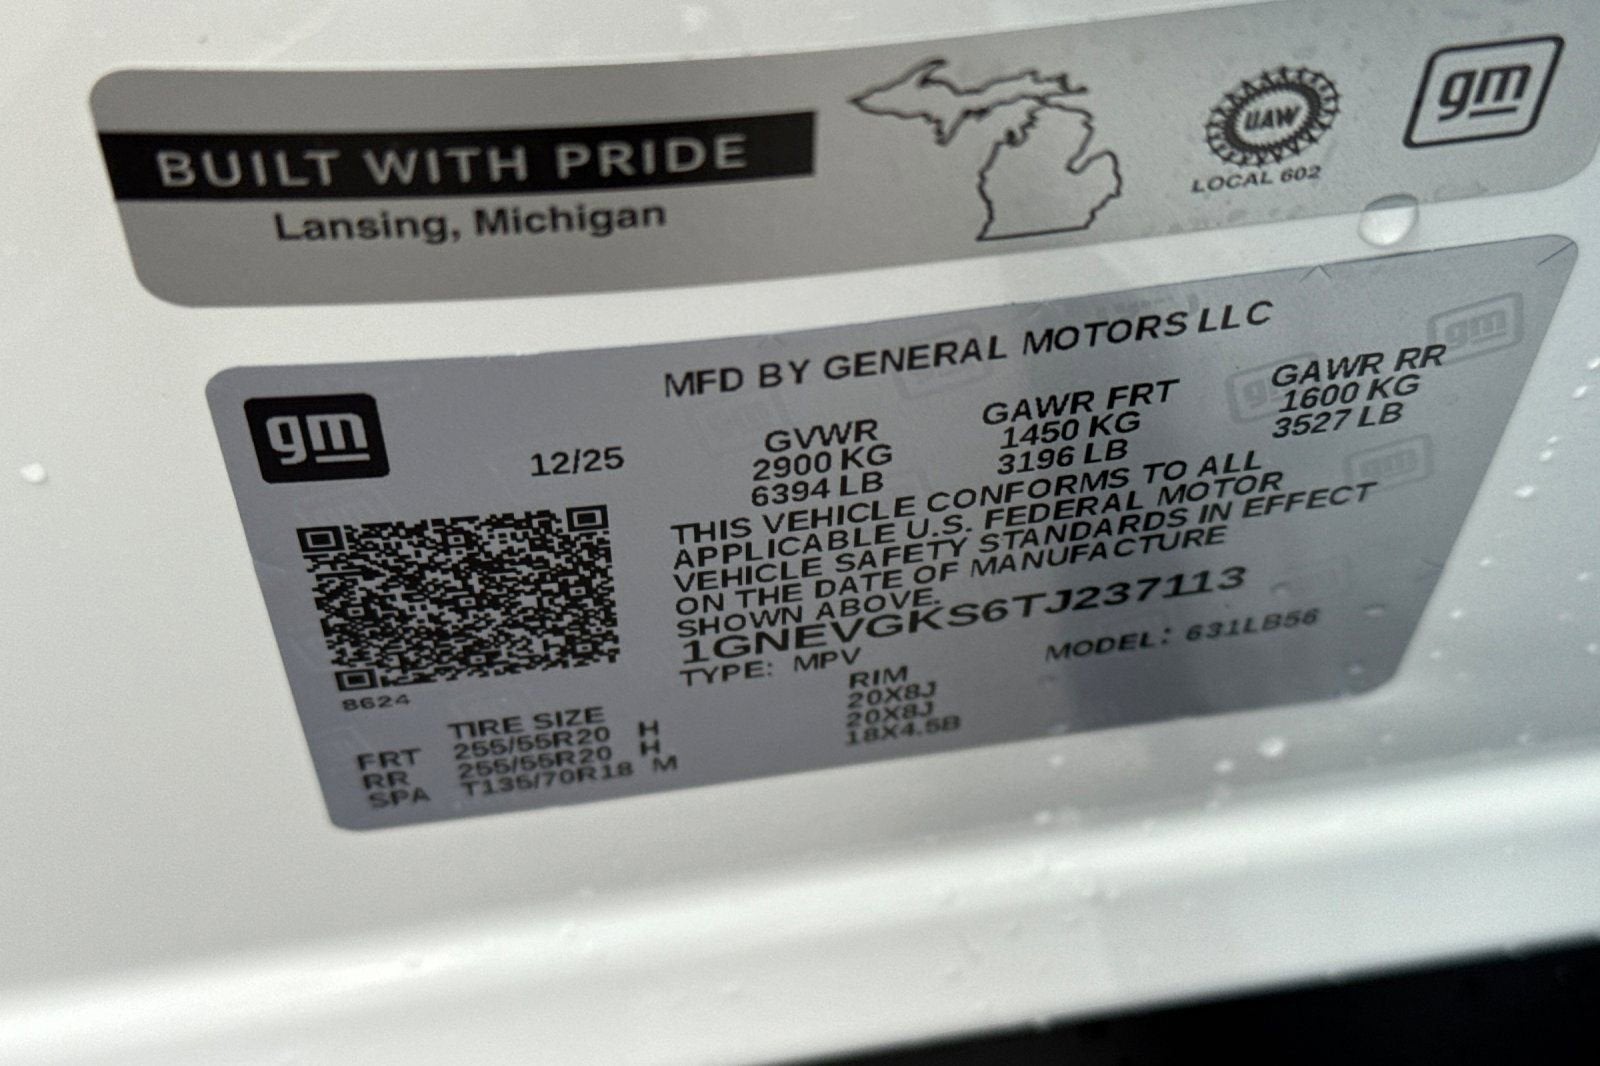 BUILT WITH PRIDE
Lansing, Michigan
UAW
LOCAL 602
gm
MFD BY GENERAL MOTORS LLC
gm
12/25
GVWR GAWR FRT GAWR RR
2900 KG 1450 KG 1600 KG
6394 LB 3196 LB 3527 LB
THIS VEHICLE CONFORMS TO ALL
APPLICABLE U.S. FEDERAL MOTOR
VEHICLE SAFETY STANDARDS IN EFFECT
ON THE DATE OF MANUFACTURE
SHOWN ABOVE.
1GNEVGKS6TJ237113
TYPE: MPV MODEL: 631LB56
8624
TIRE SIZE RIM
FRT 255/55R20 H 20X8J
RR 255/55R20 H 20X8J
SPA T135/70R18 M 18X4.5B